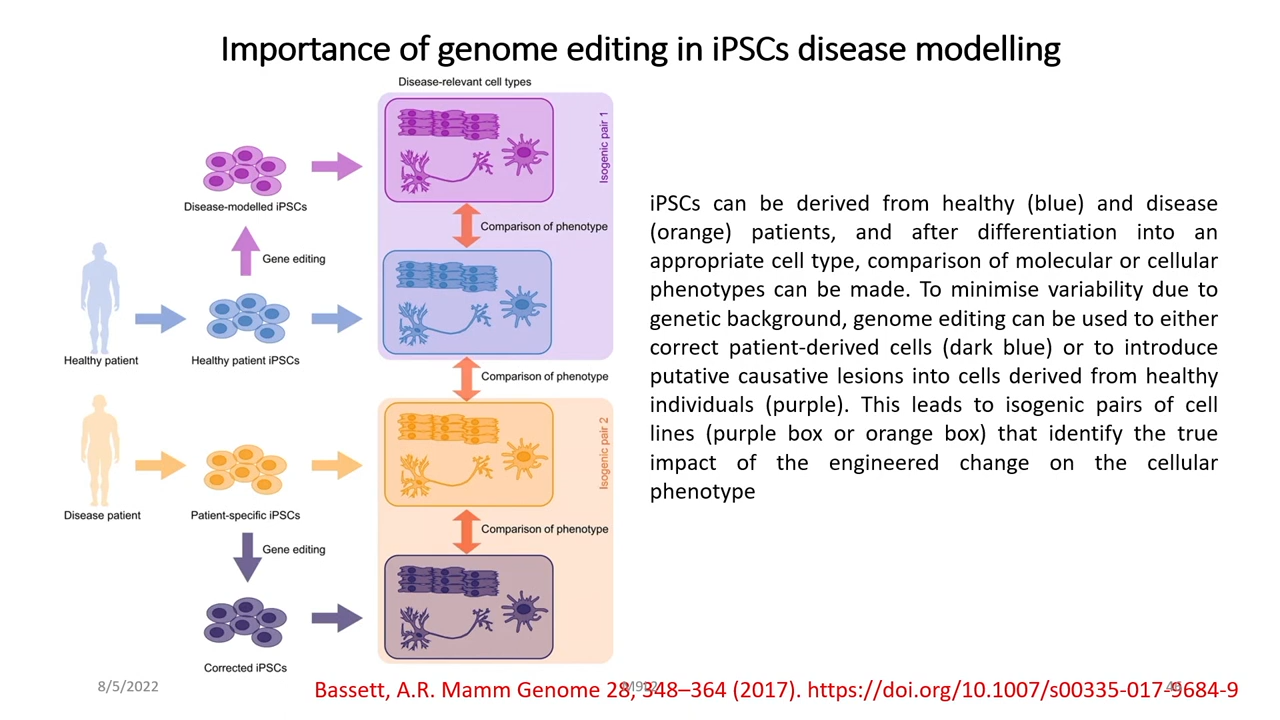 Importance of genome editing in iPSCs disease modelling
Disease-relevant cell types
Isogenic pair 1
Disease-modelled iPSCs
Comparison of phenotype
Gene editing
Healthy patient
Healthy patient iPSCs
Comparison of phenotype
Isogenic pair 2
Disease patient
Patient-specific iPSCs
Comparison of phenotype
Gene editing
Corrected iPSCs
iPSCs can be derived from healthy (blue) and disease
(orange) patients, and after differentiation into an
appropriate cell type, comparison of molecular or cellular
phenotypes can be made. To minimise variability due to
genetic background, genome editing can be used to either
correct patient-derived cells (dark blue) or to introduce
putative causative lesions into cells derived from healthy
individuals (purple). This leads to isogenic pairs of cell
lines (purple box or orange box) that identify the true
impact of the engineered change on the cellular
phenotype
8/5/2022
Bassett, A.R. Mamm Genome 28, 348–364 (2017). https://doi.org/10.1007/s00335-017-9684-9
46